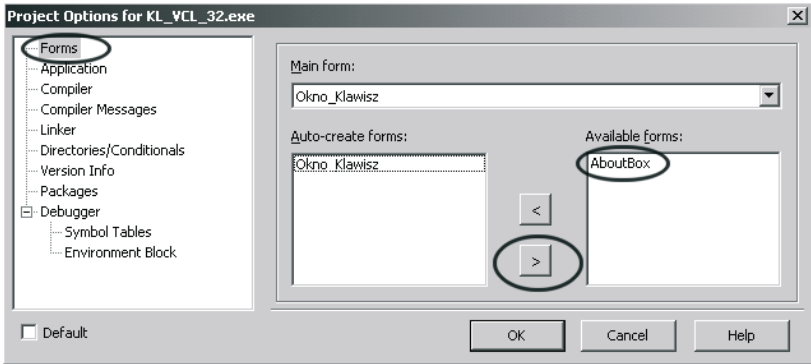 Project Options for KL_VCL_32.exe
Forms
Application
Compiler
Compiler Messages
Linker
Directories/Conditionals
Version Info
Packages
Debugger
Symbol Tables
Environment Block
Main form:
Okno_Klawisz
Auto-create forms:
Okno_Klawisz
<
>
Available forms:
AboutBox
Default
OK
Cancel
Help